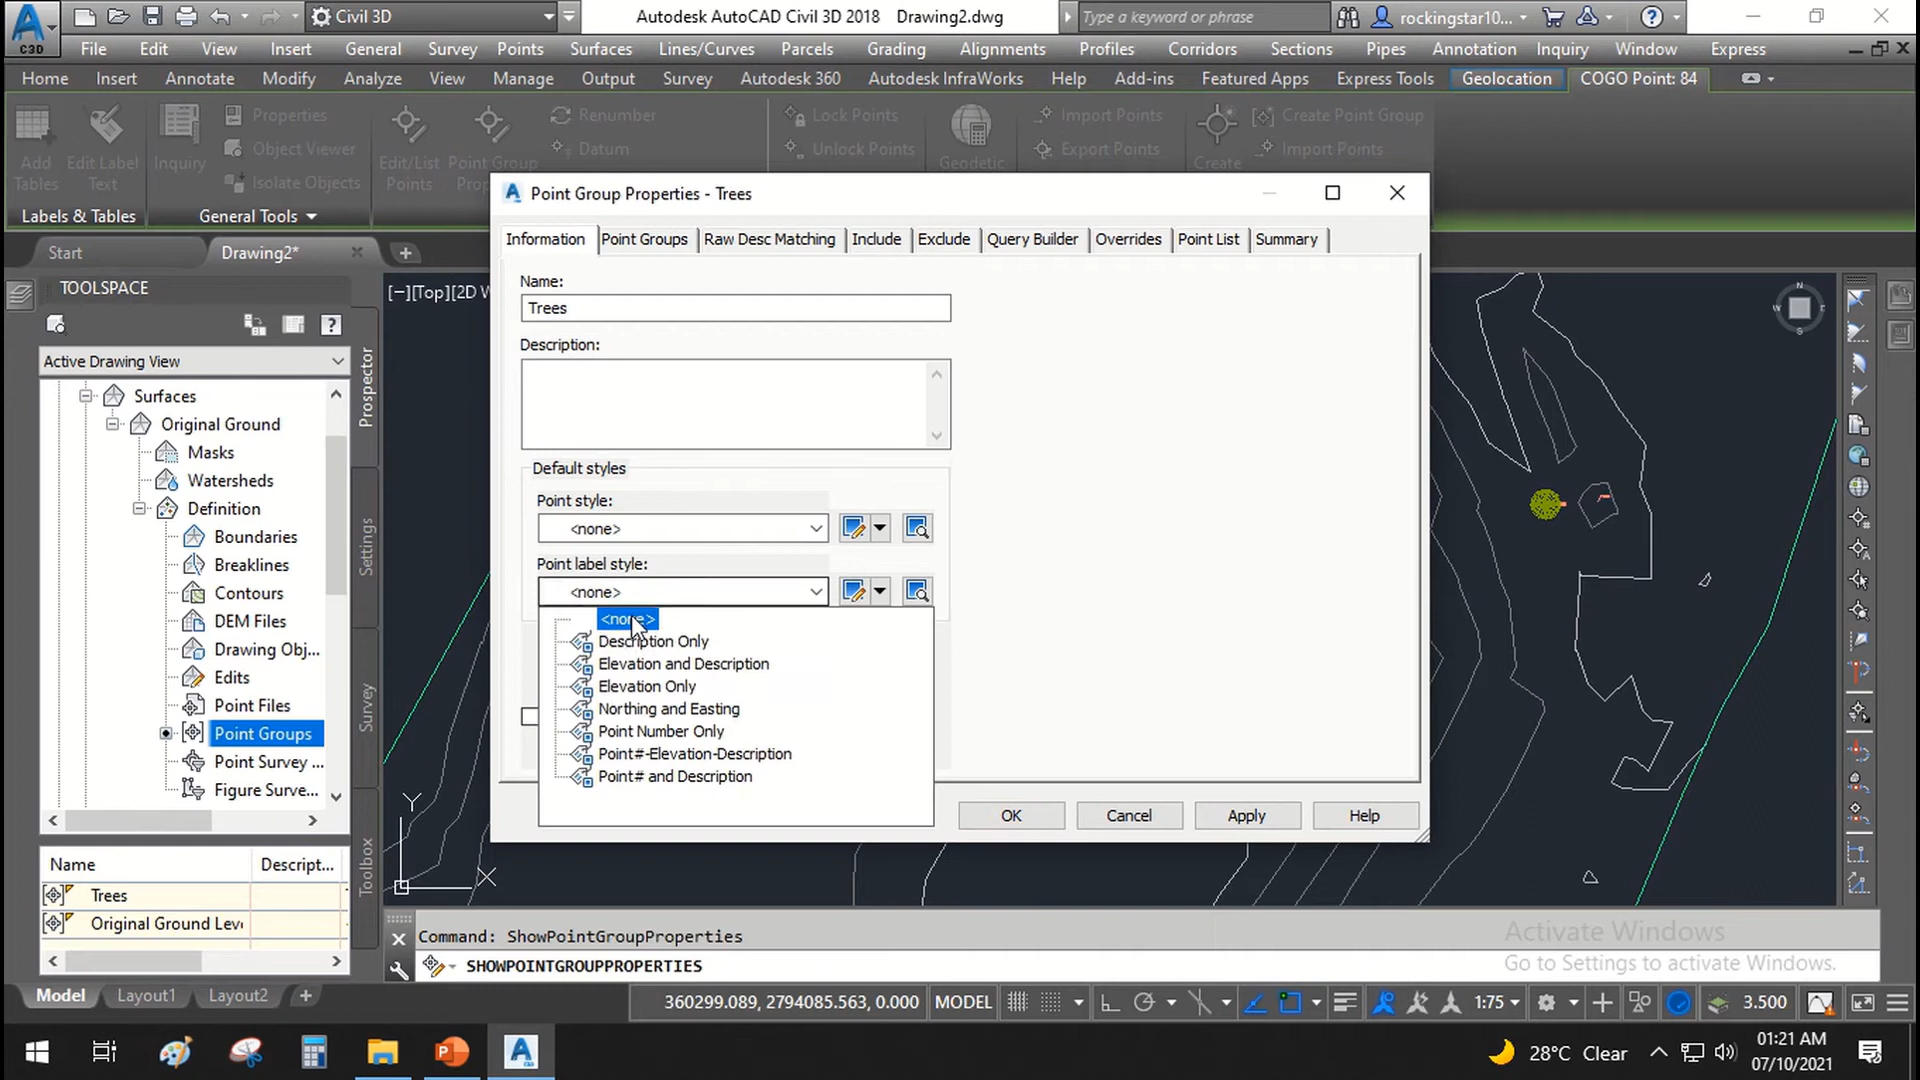 C3D
Civil 3D
Autodesk AutoCAD Civil 3D 2018 Drawing2.dwg
Type a keyword or phrase
rockingstar10...
File Edit View Insert General Survey Points Surfaces Lines/Curves Parcels Grading Alignments Profiles Corridors Sections Pipes Annotation Inquiry Window Express
Home Insert Annotate Modify Analyze View Manage Output Survey Autodesk 360 Autodesk InfraWorks Help Add-ins Featured Apps Express Tools Geolocation COGO Point: 84
Properties Renumber Lock Points Import Points Create Point Group
Add Tables Edit Label Text Inquiry Object Viewer Edit/List Points Point Group Datum Unlock Points Geodetic Export Points Create Import Points
Isolate Objects
Labels & Tables General Tools
Start Drawing2*
TOOLSPACE
Active Drawing View
Surfaces
Original Ground
Masks
Watersheds
Definition
Boundaries
Breaklines
Contours
DEM Files
Drawing Obj...
Edits
Point Files
Point Groups
Point Survey ...
Figure Surve...
Prospector
Settings
Survey
Toolbox
Name Descript...
Trees
Original Ground Leve
[−][Top][2D W
Point Group Properties - Trees
Information Point Groups Raw Desc Matching Include Exclude Query Builder Overrides Point List Summary
Name:
Trees
Description:
Default styles
Point style:
<none>
Point label style:
<none>
<none>
Description Only
Elevation and Description
Elevation Only
Northing and Easting
Point Number Only
Point#-Elevation-Description
Point# and Description
OK Cancel Apply Help
N
W
S
Y
X
Command: ShowPointGroupProperties
SHOWPOINTGROUPPROPERTIES
Activate Windows
Go to Settings to activate Windows.
Model Layout1 Layout2 +
360299.089, 2794085.563, 0.000 MODEL 1:75 3.500
28°C Clear
01:21 AM
07/10/2021